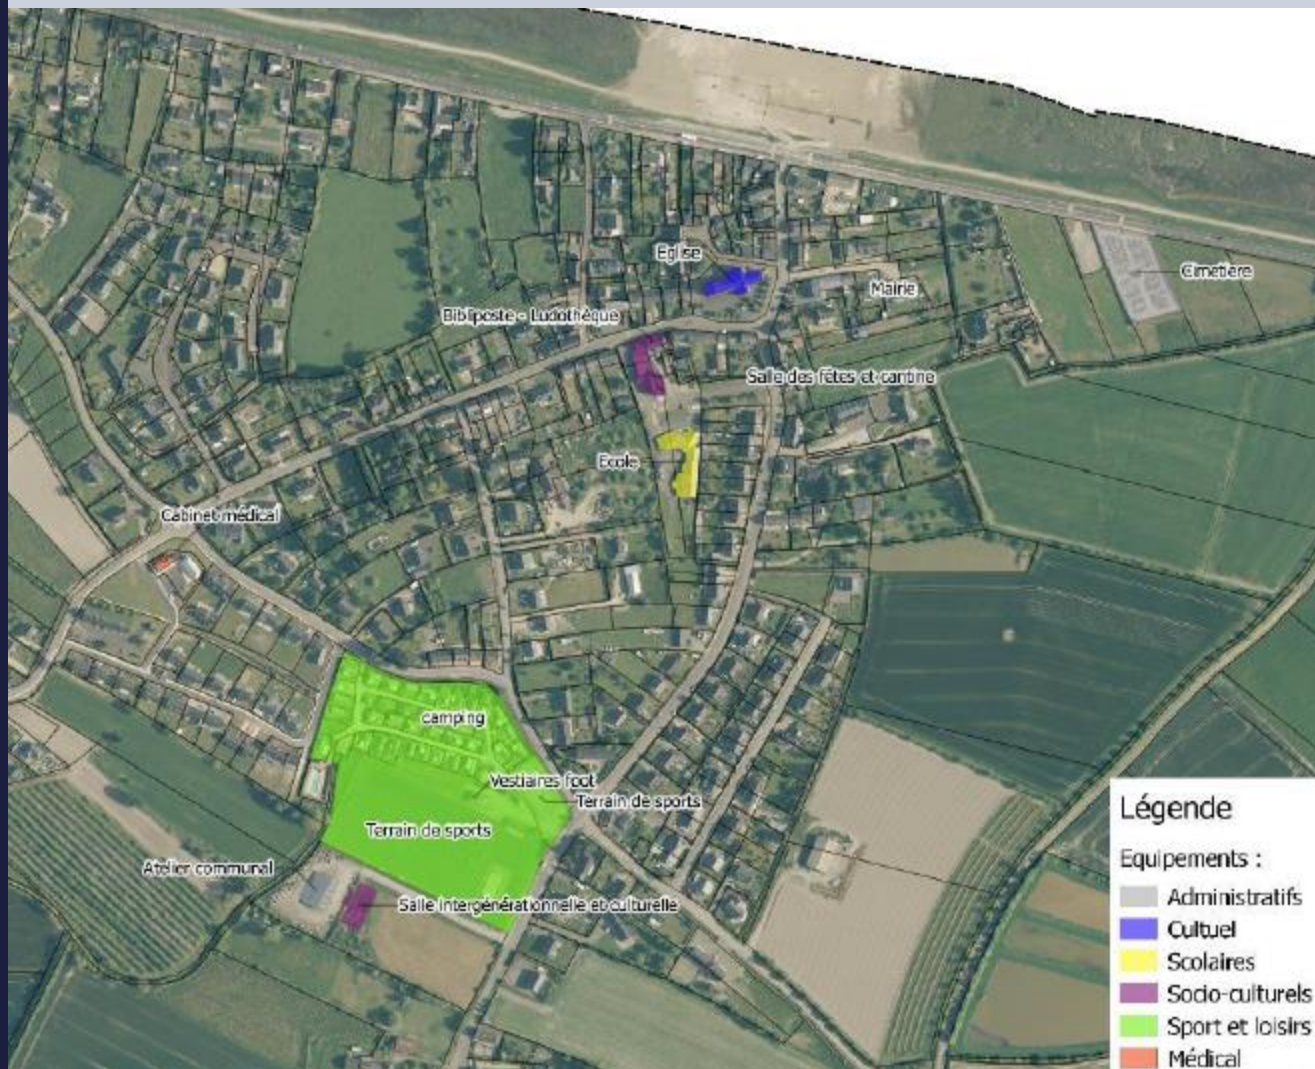 Eglise
Cimetière
Mairie
Bibliposte - Ludothèque
Salle des fêtes et cantine
Ecole
Cabinet médical
camping
Vestiaires foot
Terrain de sports
Terrain de sports
Atelier communal
Salle intergénérationnelle et culturelle
Légende
Equipements :
Administratifs
Cultuel
Scolaires
Socio-culturels
Sport et loisirs
Médical